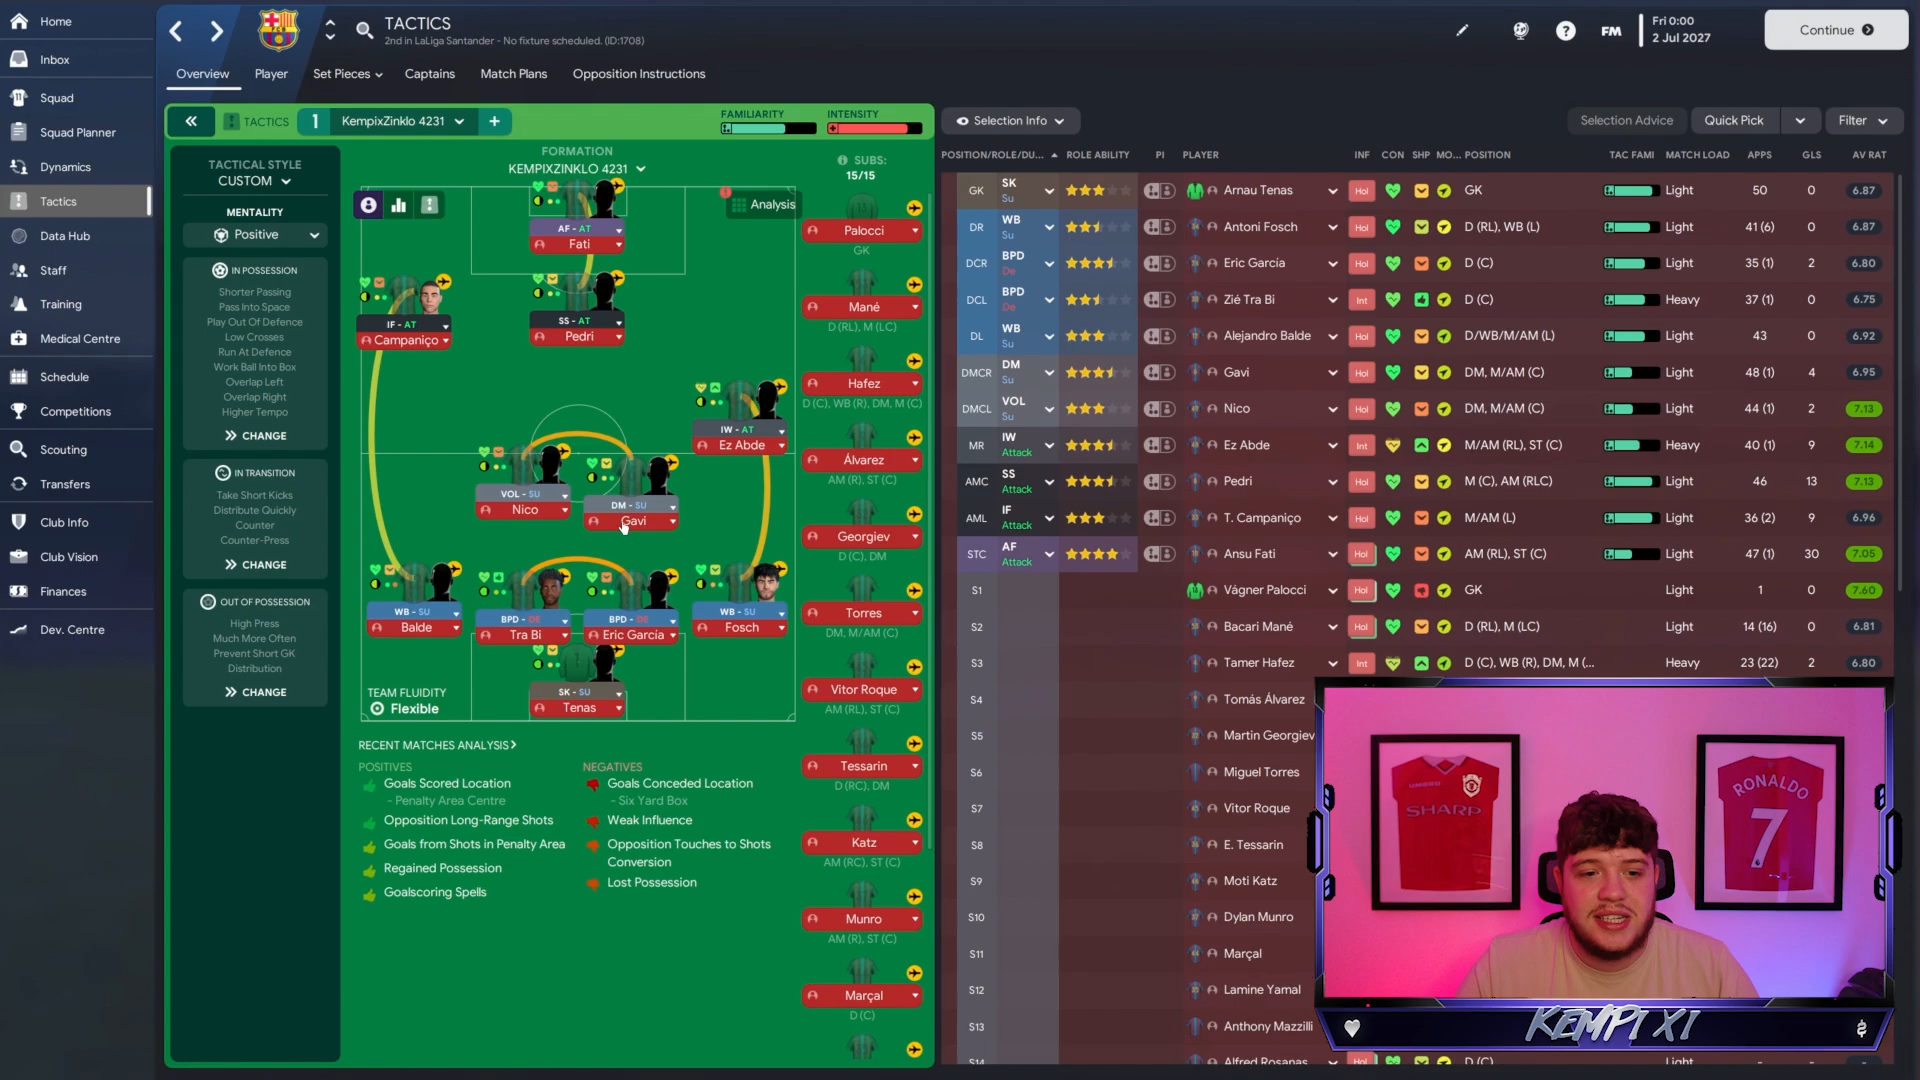 Home
Inbox
Squad
Squad Planner
Dynamics
Tactics
Data Hub
Staff
Training
Medical Centre
Schedule
Competitions
Scouting
Transfers
Club Info
Club Vision
Finances
Dev. Centre
TACTICS
2nd in LaLiga Santander - No fixture scheduled. (ID:1708)
FM
Fri 0:00
2 Jul 2027
Continue
Overview Player Set Pieces Captains Match Plans Opposition Instructions
TACTICS 1 KempixZinklo 4231 +
FAMILIARITY INTENSITY
TACTICAL STYLE
CUSTOM
MENTALITY
Positive
IN POSSESSION
Shorter Passing
Pass Into Space
Play Out Of Defence
Low Crosses
Run At Defence
Work Ball Into Box
Overlap Left
Overlap Right
Higher Tempo
CHANGE
IN TRANSITION
Take Short Kicks
Distribute Quickly
Counter
Counter-Press
CHANGE
OUT OF POSSESSION
High Press
Much More Often
Prevent Short GK
Distribution
CHANGE
FORMATION
KEMPIXZINKLO 4231
Analysis
AF - AT
Fati
IF - AT
Campaniço
SS - AT
Pedri
IW - AT
Ez Abde
VOL - SU
Nico
DM - SU
Gavi
WB - SU
Balde
BPD - DE
Tra Bi
BPD - DE
Eric García
WB - SU
Fosch
SK - SU
Tenas
TEAM FLUIDITY
Flexible
RECENT MATCHES ANALYSIS
POSITIVES
Goals Scored Location
- Penalty Area Centre
Opposition Long-Range Shots
Goals from Shots in Penalty Area
Regained Possession
Goalscoring Spells
NEGATIVES
Goals Conceded Location
- Six Yard Box
Weak Influence
Opposition Touches to Shots
Conversion
Lost Possession
SUBS:
15/15
Palocci
GK
Mané
D (RL), M (LC)
Hafez
D (C), WB (R), DM, M (C)
Álvarez
AM (R), ST (C)
Georgiev
D (C), DM
Torres
DM, M/AM (C)
Vitor Roque
AM (RL), ST (C)
Tessarin
D (RC), DM
Katz
AM (RC), ST (C)
Munro
AM (R), ST (C)
Marçal
D (C)
Selection Info
Selection Advice Quick Pick Filter
POSITION/ROLE/DU... ROLE ABILITY PI PLAYER INF CON SHP MO... POSITION TAC FAMI MATCH LOAD APPS GLS AV RAT
GK SK Su Arnau Tenas Hol GK Light 50 0 6.87
DR WB Su Antoni Fosch Hol D (RL), WB (L) Light 41 (6) 0 6.87
DCR BPD De Eric García Hol D (C) Light 35 (1) 2 6.80
DCL BPD De Zié Tra Bi Int D (C) Heavy 37 (1) 0 6.75
DL WB Su Alejandro Balde Hol D/WB/M/AM (L) Light 43 0 6.92
DMCR DM Su Gavi Hol DM, M/AM (C) Light 48 (1) 4 6.95
DMCL VOL Su Nico Hol DM, M/AM (C) Light 44 (1) 2 7.13
MR IW Attack Ez Abde Int M/AM (RL), ST (C) Heavy 40 (1) 9 7.14
AMC SS Attack Pedri Hol M (C), AM (RLC) Light 46 13 7.13
AML IF Attack T. Campaniço Hol M/AM (L) Light 36 (2) 9 6.96
STC AF Attack Ansu Fati Hol AM (RL), ST (C) Light 47 (1) 30 7.05
S1 Vágner Palocci Hol GK Light 1 0 7.60
S2 Bacari Mané Hol D (RL), M (LC) Light 14 (16) 0 6.81
S3 Tamer Hafez Int D (C), WB (R), DM, M (... Heavy 23 (22) 2 6.80
S4 Tomás Álvarez
S5 Martin Georgiev
S6 Miguel Torres
S7 Vitor Roque
S8 E. Tessarin
S9 Moti Katz
S10 Dylan Munro
S11 Marçal
S12 Lamine Yamal
S13 Anthony Mazzilli
S14 Alfred Rosanas Hol D (C) Light
SHARP
RONALDO
7
KEMPI XI